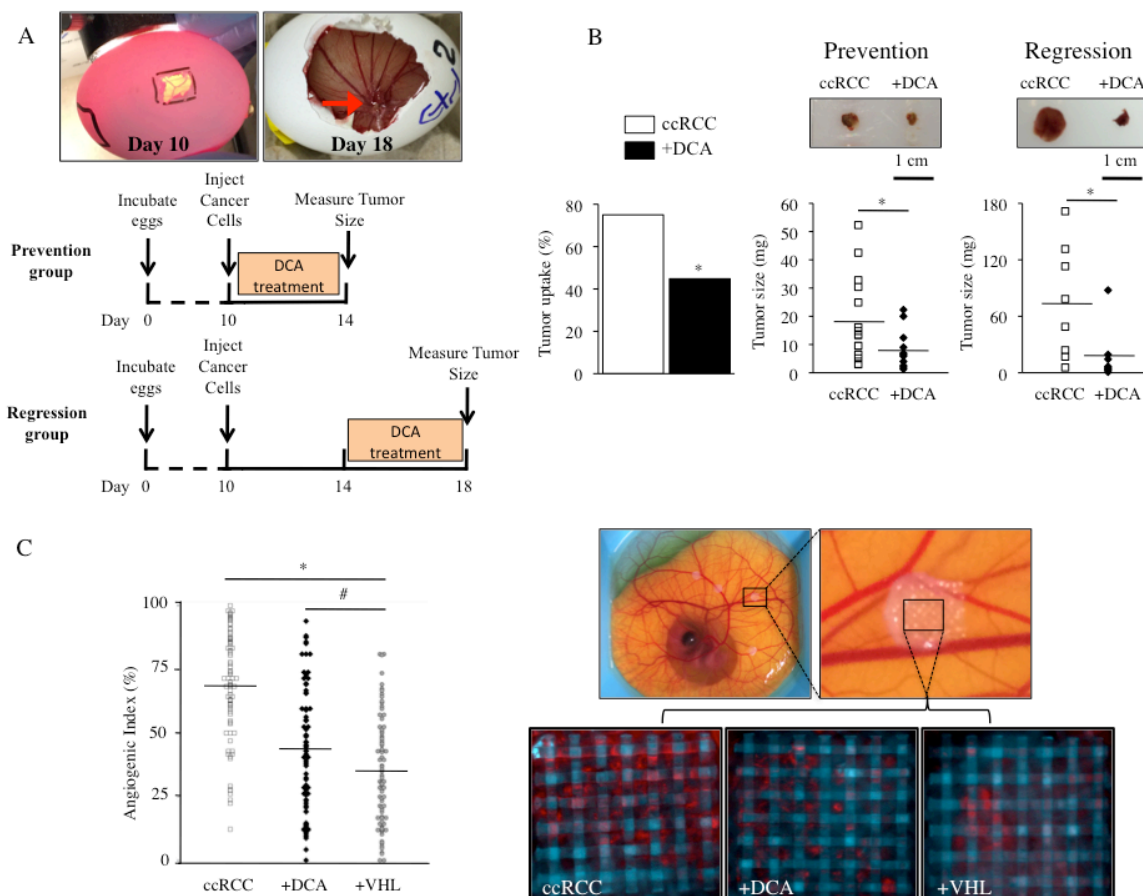 A
Day 10
Day 18
2
Incubate
eggs
Inject
Cancer
Cells
Measure Tumor
Size
Prevention
group
DCA
treatment
Day
0
10
14
Incubate
eggs
Inject
Cancer
Cells
Measure Tumor
Size
Regression
group
DCA
treatment
Day
0
10
14
18
B
ccRCC
+DCA
Tumor uptake (%)
80
60
40
20
0
*
Prevention
ccRCC +DCA
1 cm
Tumor size (mg)
60
50
40
30
20
10
0
*
ccRCC +DCA
Regression
ccRCC +DCA
1 cm
Tumor size (mg)
180
120
60
0
*
ccRCC +DCA
C
Angiogenic Index (%)
100
50
25
0
*
#
ccRCC +DCA +VHL
ccRCC
+DCA
+VHL